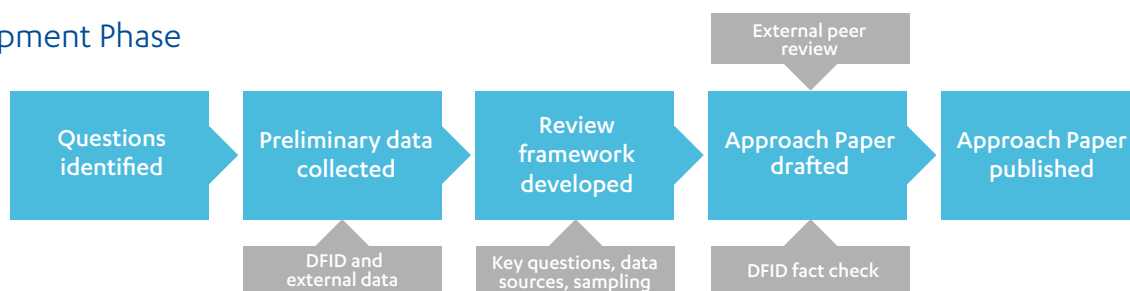 pment Phase
External peer
review
Questions
identified
Preliminary data
collected
Review
framework
developed
Approach Paper
drafted
Approach Paper
published
DFID and
external data
Key questions, data
sources, sampling
DFID fact check